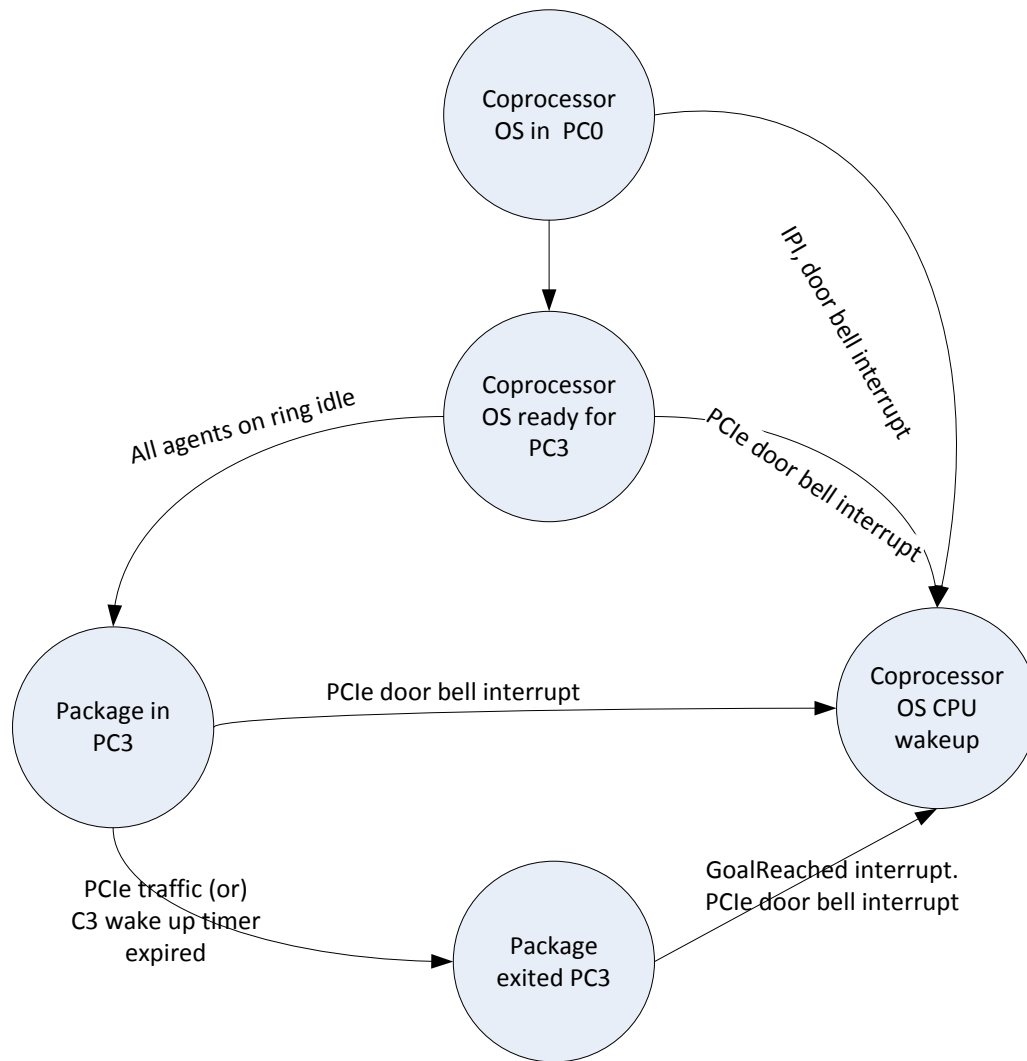 Coprocessor
OS in PC0
IPI, door bell interrupt
Coprocessor
OS ready for
PC3
All agents on ring idle
PCIe door bell interrupt
Package in
PC3
PCIe door bell interrupt
Coprocessor
OS CPU
wakeup
PCIe traffic (or)
C3 wake up timer
expired
Package
exited PC3
GoalReached interrupt.
PCIe door bell interrupt